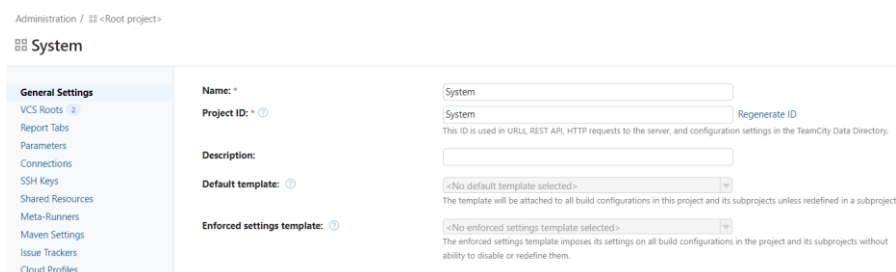 Administration / <Root project>
System
General Settings
VCS Roots 2
Report Tabs
Parameters
Connections
SSH Keys
Shared Resources
Meta-Runners
Maven Settings
Issue Trackers
Cloud Profiles
Name: * System
Project ID: * System Regenerate ID
This ID is used in URLs, REST API, HTTP requests to the server, and configuration settings in the TeamCity Data Directory.
Description:
Default template: <No default template selected>
The template will be attached to all build configurations in this project and its subprojects unless redefined in a subproject
Enforced settings template: <No enforced settings template selected>
The enforced settings template imposes its settings on all build configurations in the project and its subprojects without
ability to disable or redefine them.